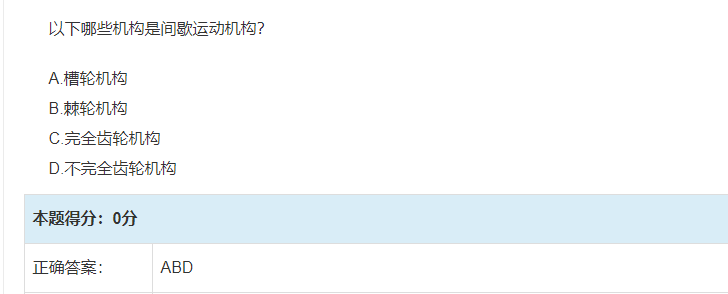 以下哪些机构是间歇运动机构?
A.槽轮机构
B.棘轮机构
C.完全齿轮机构
D.不完全齿轮机构
本题得分：0分
正确答案： ABD